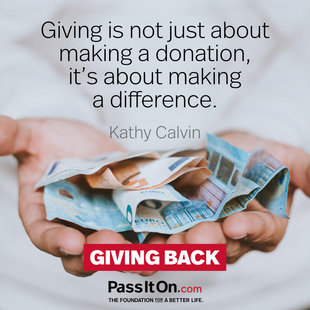 Giving is not just about
making a donation,
it's about making
a difference.
Kathy Calvin
EURO
GIVING BACK
PassItOn.com
THE FOUNDATION FOR A BETTER LIFE.